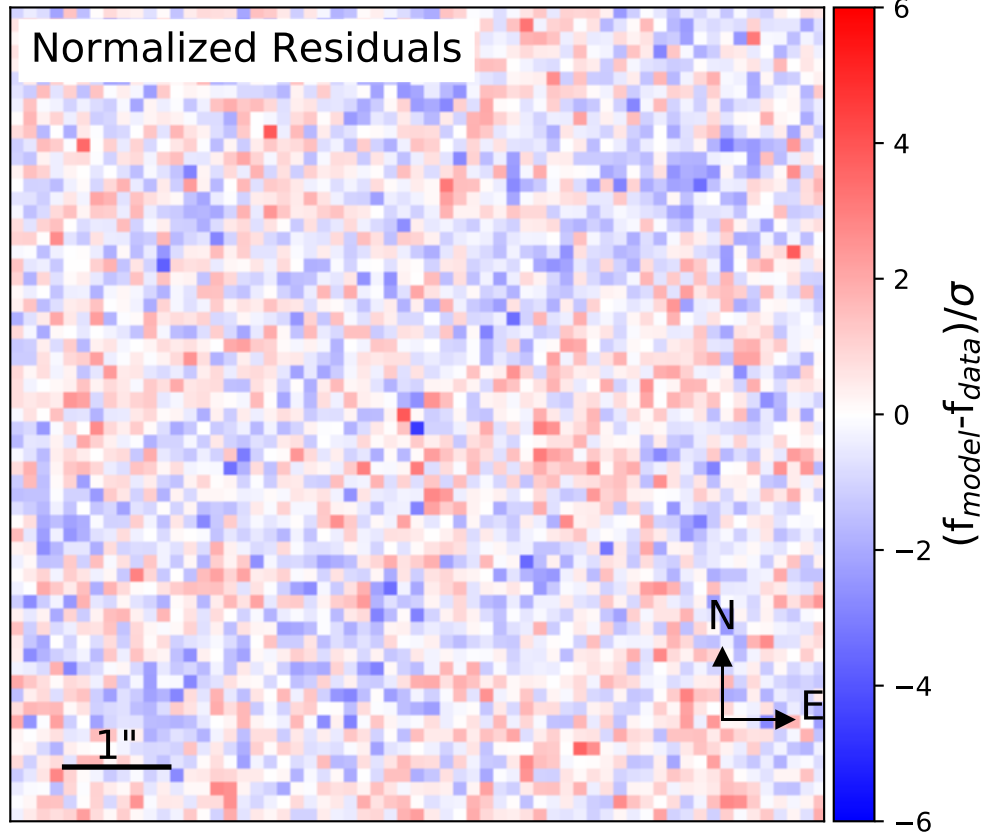 Normalized Residuals
6
4
2
0
−2
−4
−6
(f_model-f_data)/σ
N
E
1"